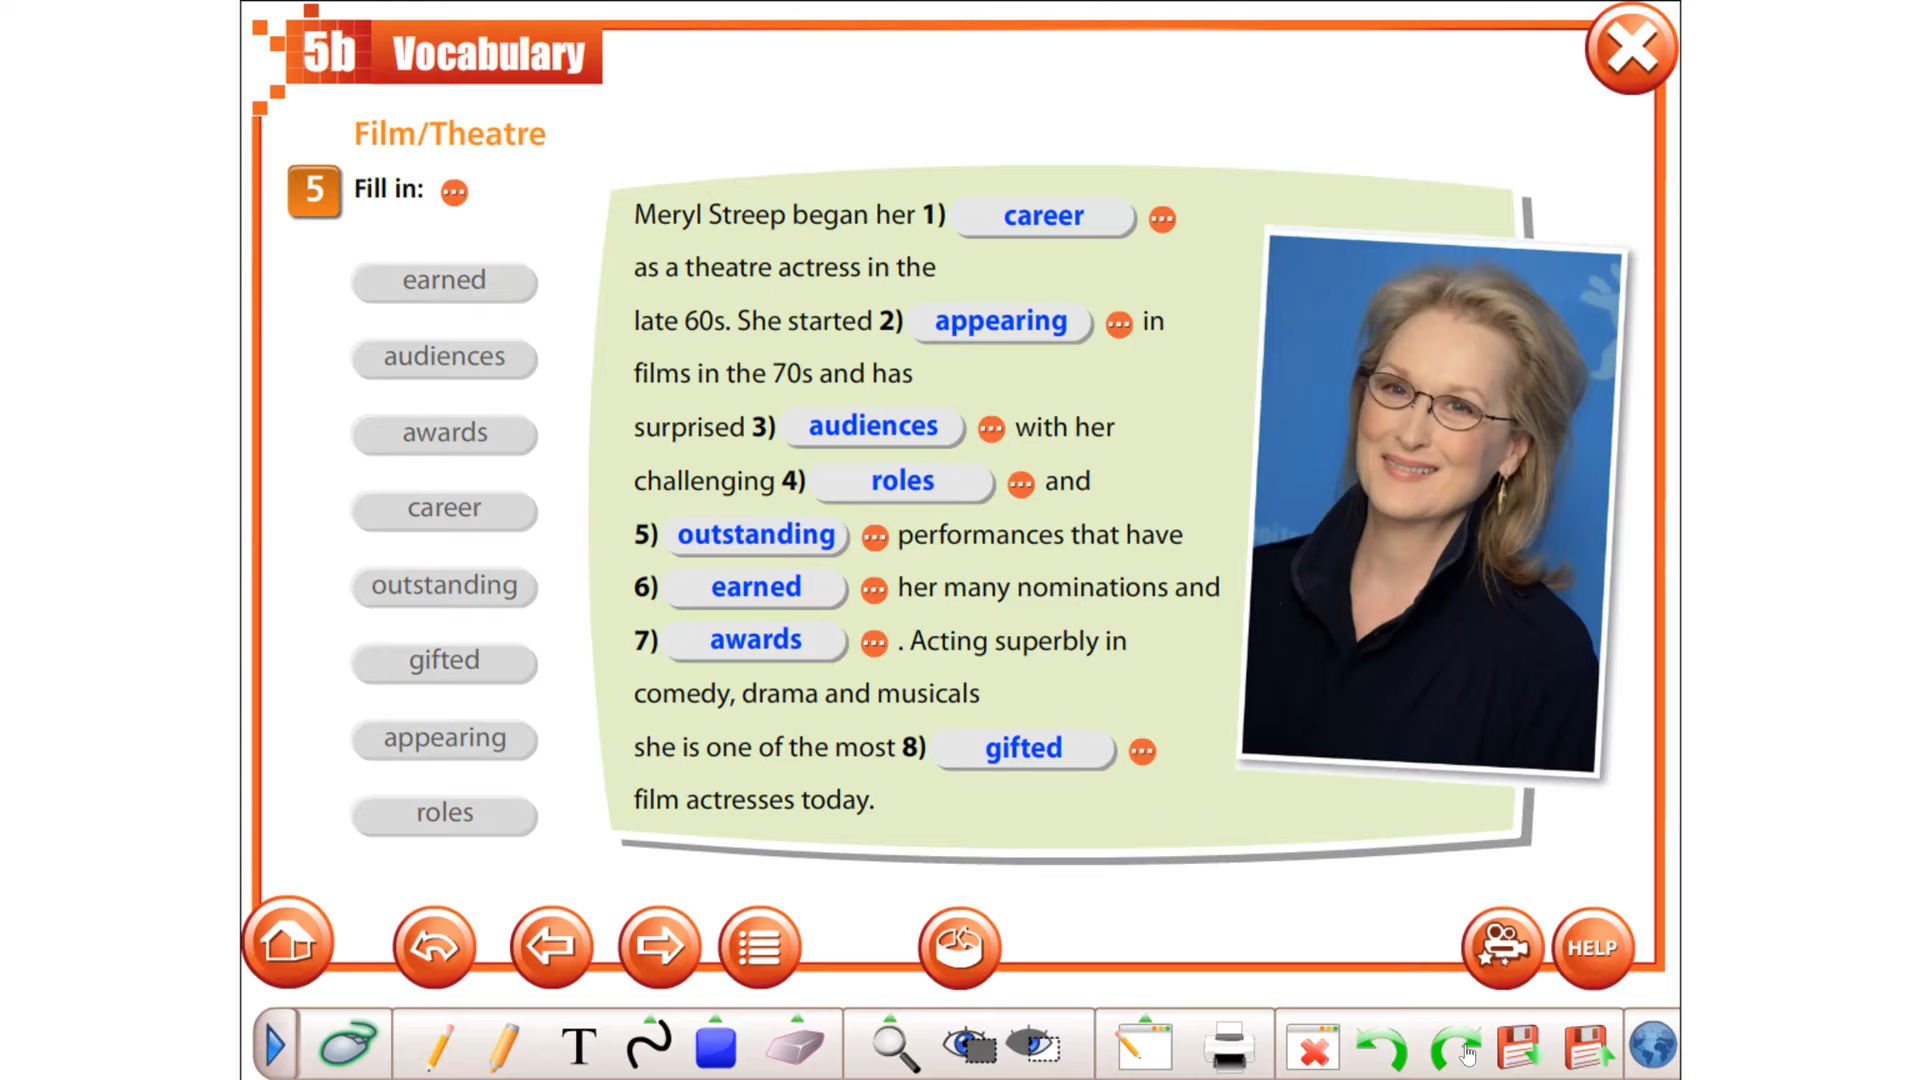 5b Vocabulary
Film/Theatre
5 Fill in:
earned
audiences
awards
career
outstanding
gifted
appearing
roles
Meryl Streep began her 1) career
as a theatre actress in the
late 60s. She started 2) appearing in
films in the 70s and has
surprised 3) audiences with her
challenging 4) roles and
5) outstanding performances that have
6) earned her many nominations and
7) awards . Acting superbly in
comedy, drama and musicals
she is one of the most 8) gifted
film actresses today.
HELP
T